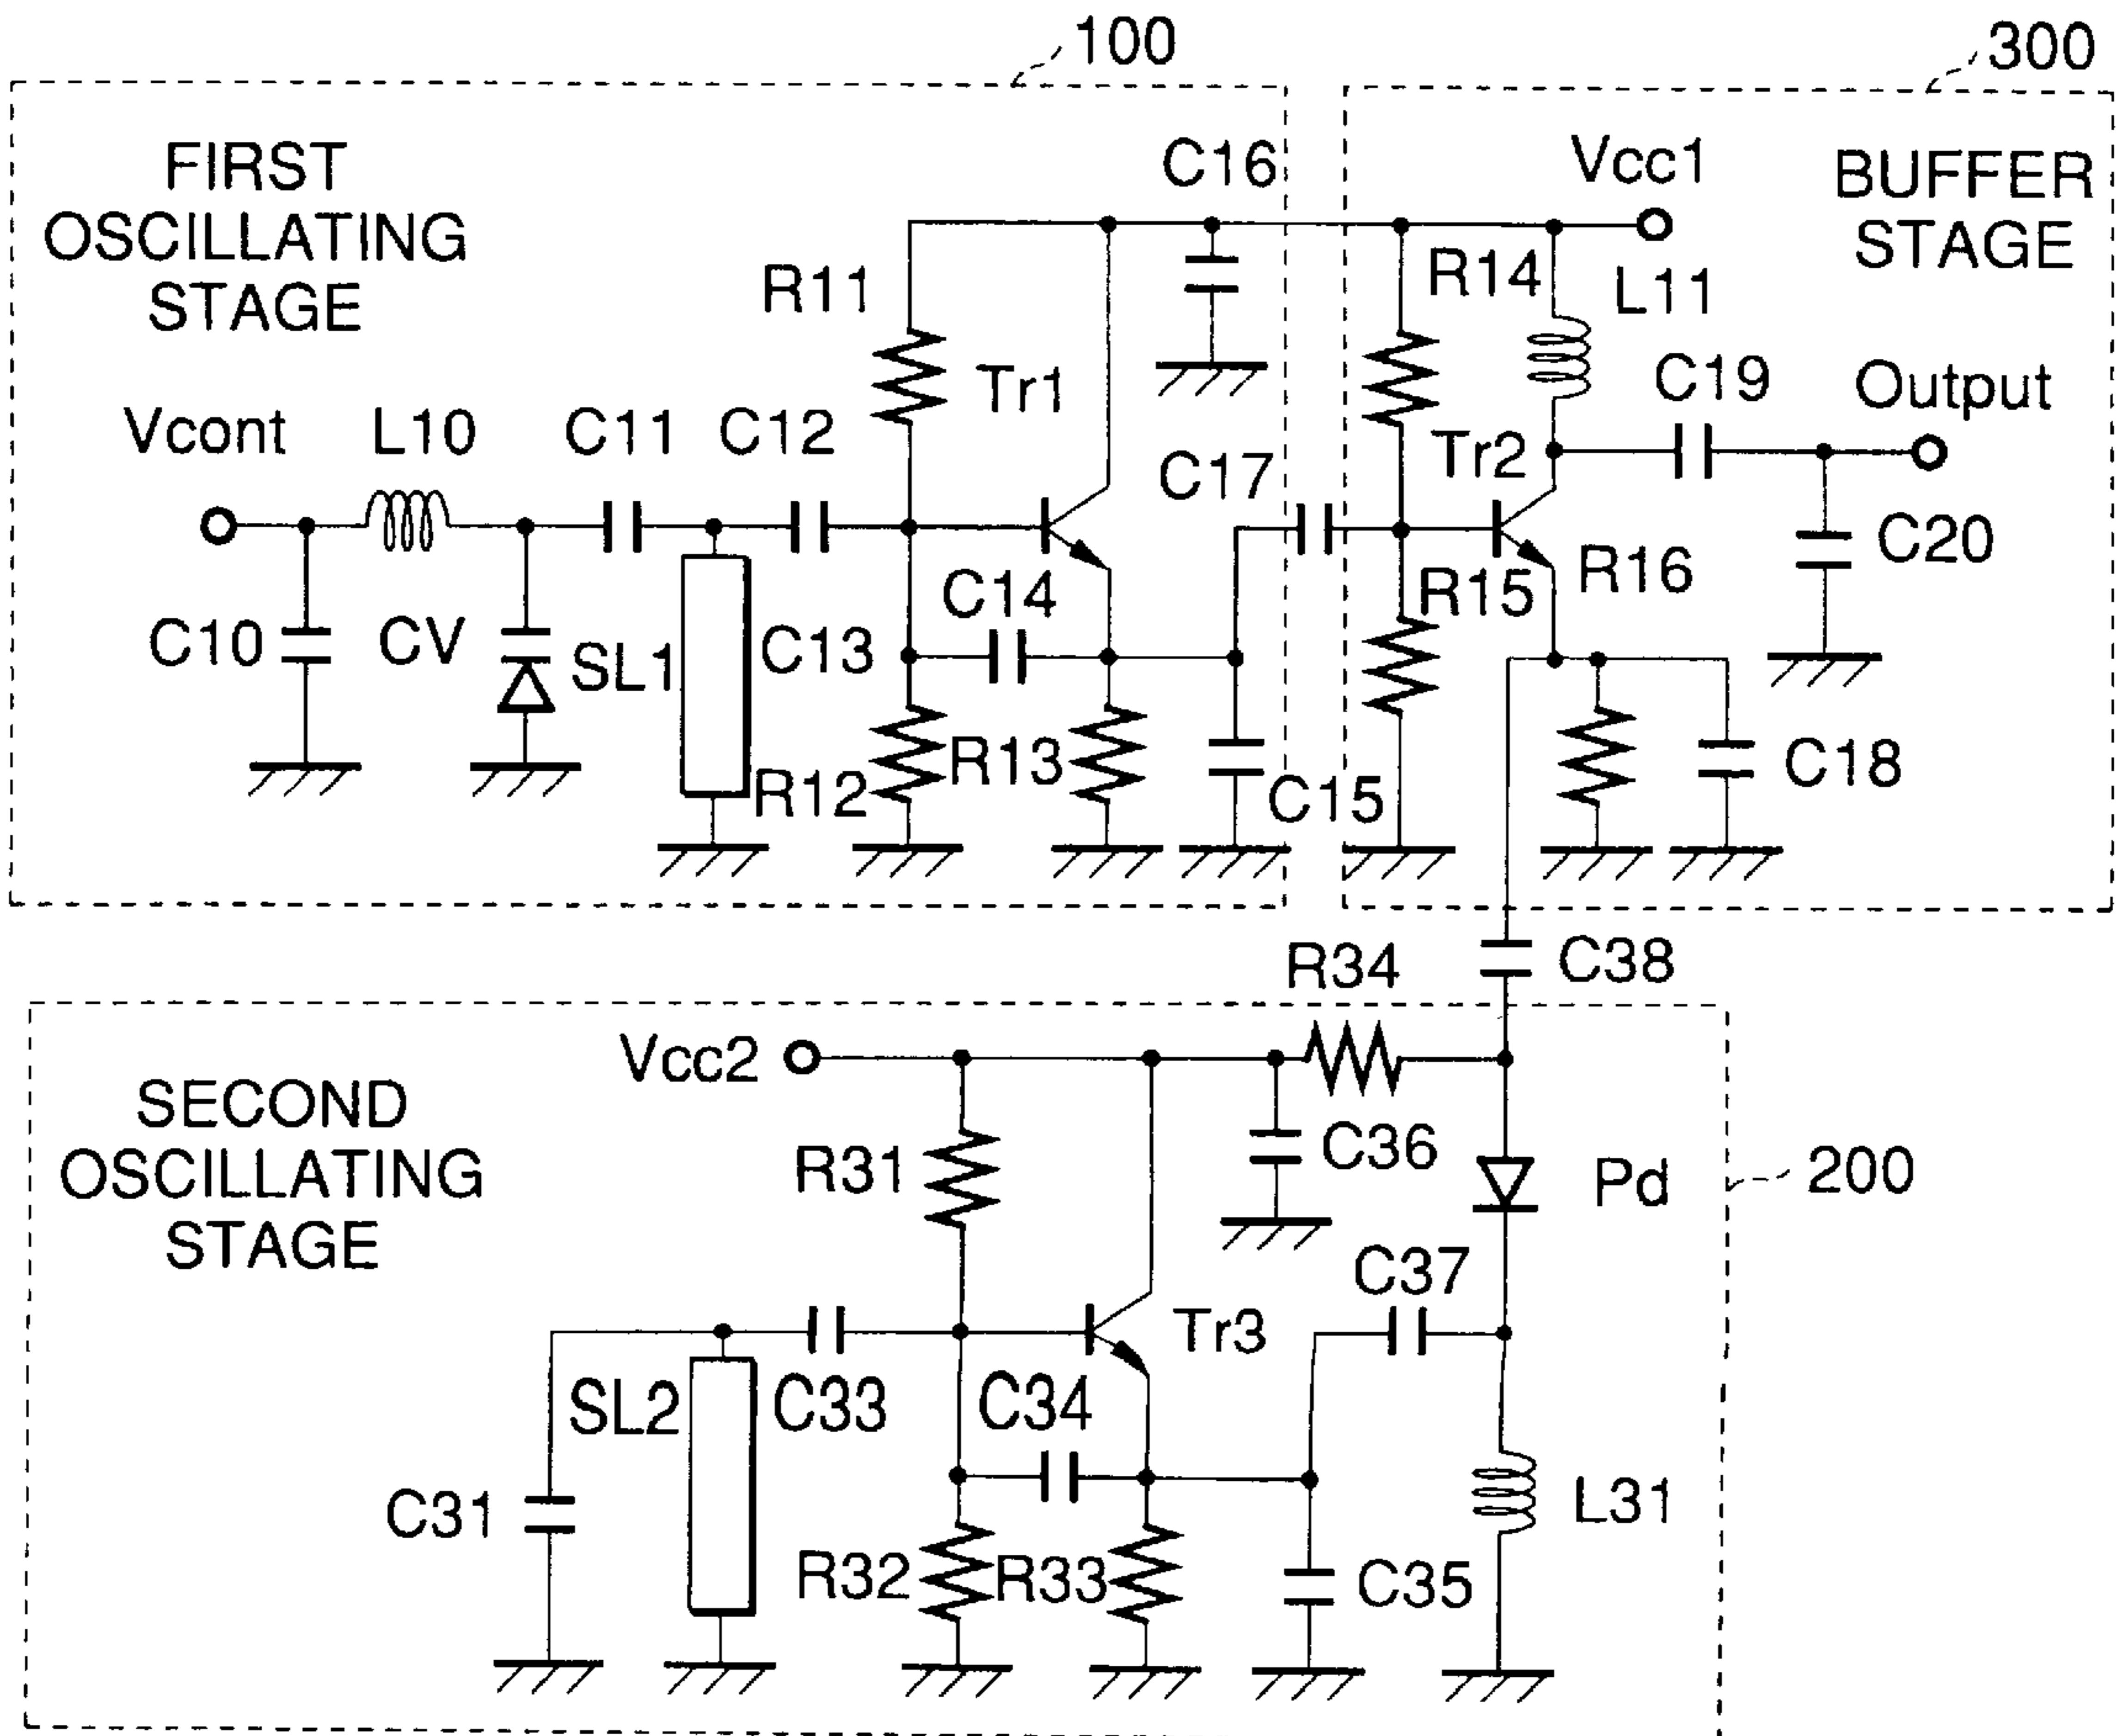 100
300
FIRST
OSCILLATING
STAGE
C16
Vcc1
BUFFER
STAGE
R11
R14
L11
Tr1
C19
Output
Vcont
L10
C11
C12
Tr2
C17
C20
C14
R15
R16
C10
CV
SL1
C13
R12
R13
C15
C18
R34
C38
Vcc2
SECOND
OSCILLATING
STAGE
R31
C36
Pd
200
C37
Tr3
SL2
C33
C34
C31
R32
R33
C35
L31